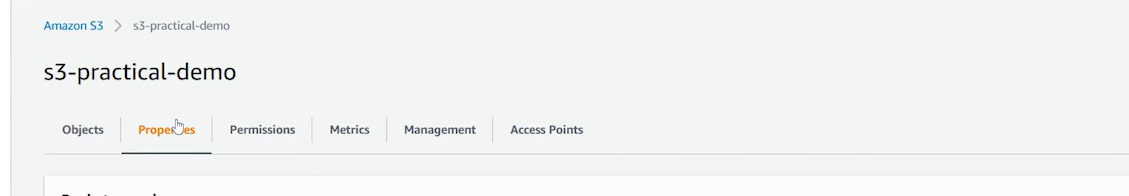 Amazon S3 > s3-practical-demo
s3-practical-demo
Objects Properties Permissions Metrics Management Access Points